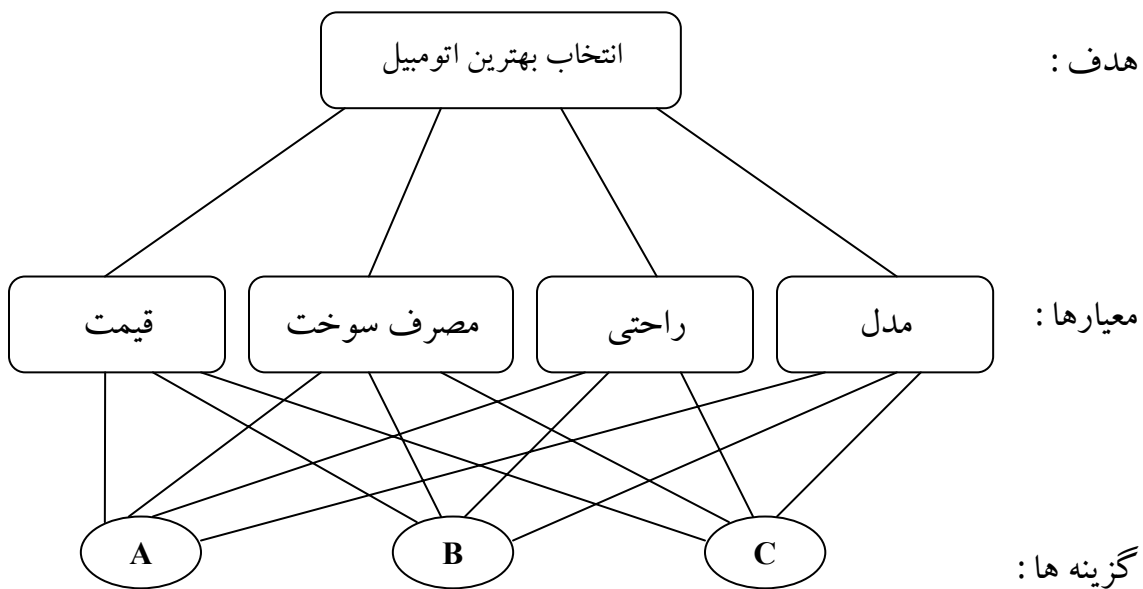 هدف :
انتخاب بهترین اتومبیل
معیارها :
مدل
راحتی
مصرف سوخت
قیمت
گزینه ها :
A
B
C